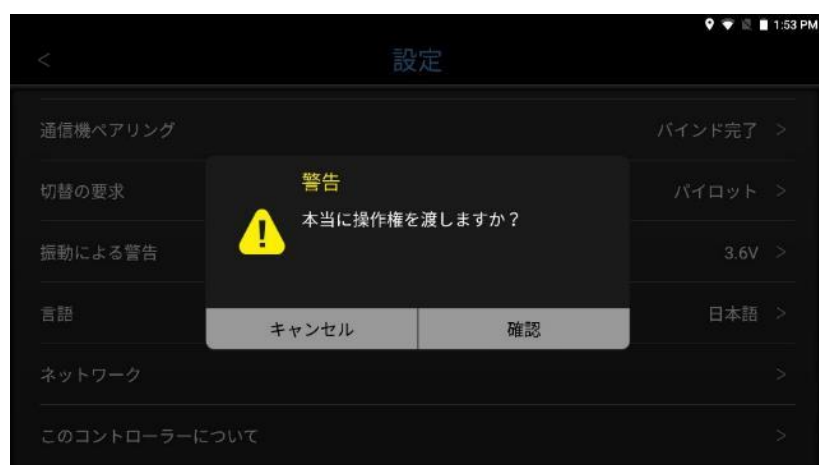 1:53 PM
< 設定
通信機ペアリング バインド完了 >
切替の要求 パイロット >
振動による警告 3.6V >
言語 日本語 >
ネットワーク >
このコントローラーについて >
警告
本当に操作権を渡しますか？
キャンセル 確認